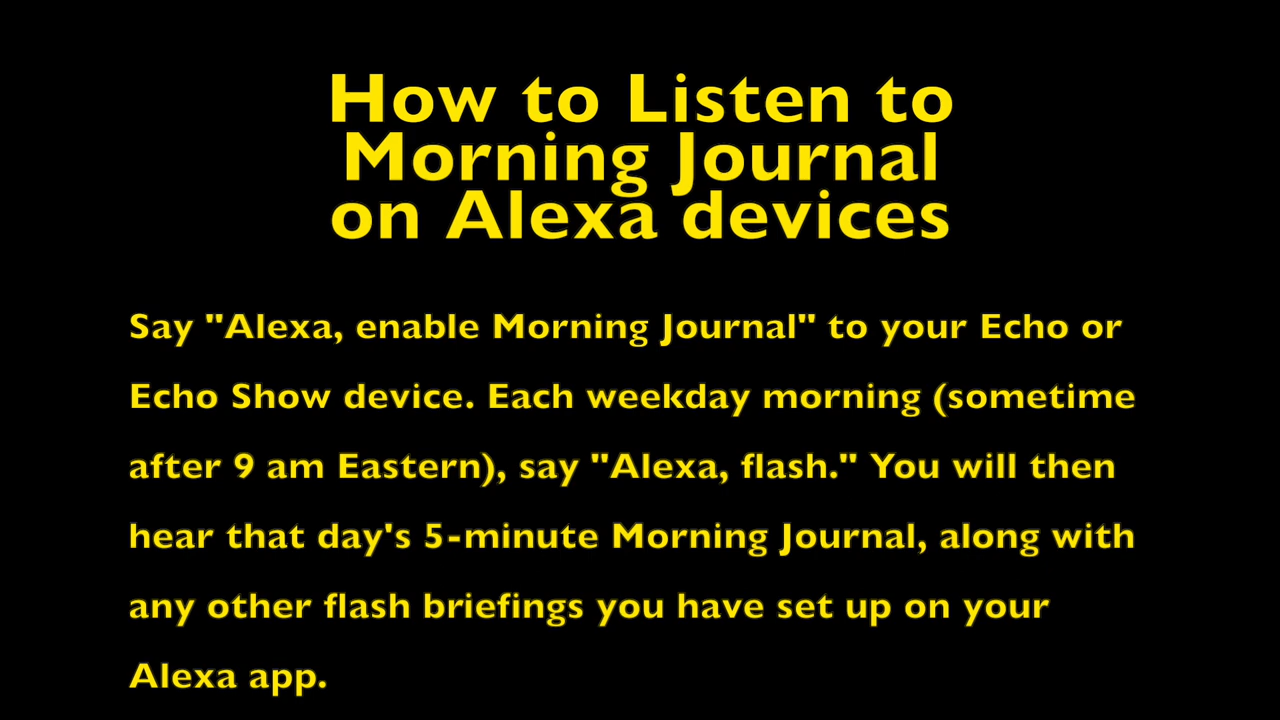 How to Listen to
Morning Journal
on Alexa devices
Say "Alexa, enable Morning Journal" to your Echo or
Echo Show device. Each weekday morning (sometime
after 9 am Eastern), say "Alexa, flash." You will then
hear that day's 5-minute Morning Journal, along with
any other flash briefings you have set up on your
Alexa app.